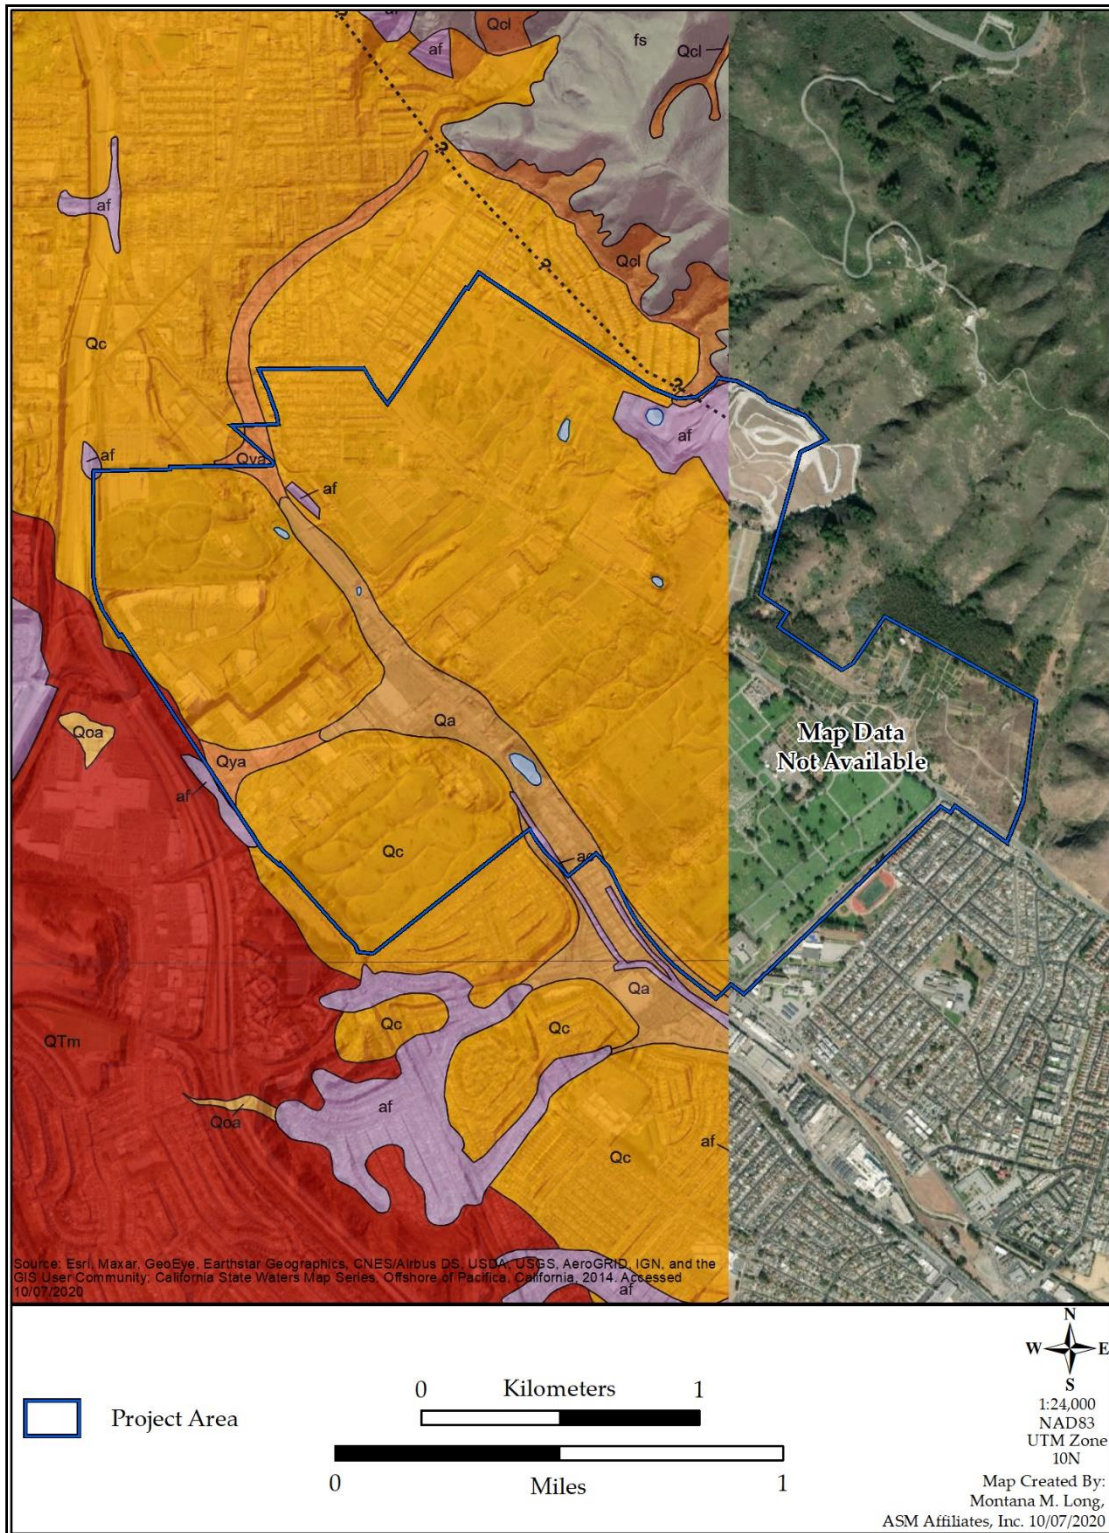 af
Qcl
fs
Qcl
af
?
?
af
?
Qcl
Qc
?
af
af
Qya
af
Qoa
Qa
Map Data
Not Available
Qya
af
Qc
Qa
Qc
Qc
QTm
af
Qoa
af
Qc
Source: Esri, Maxar, GeoEye, Earthstar Geographics, CNES/Airbus DS, USDA, USGS, AeroGRID, IGN, and the
GIS User Community; California State Waters Map Series, Offshore of Pacifica, California, 2014. Accessed
10/07/2020
af
N
W E
S
0 Kilometers 1
Project Area
0 Miles 1
1:24,000
NAD83
UTM Zone
10N
Map Created By:
Montana M. Long,
ASM Affiliates, Inc. 10/07/2020